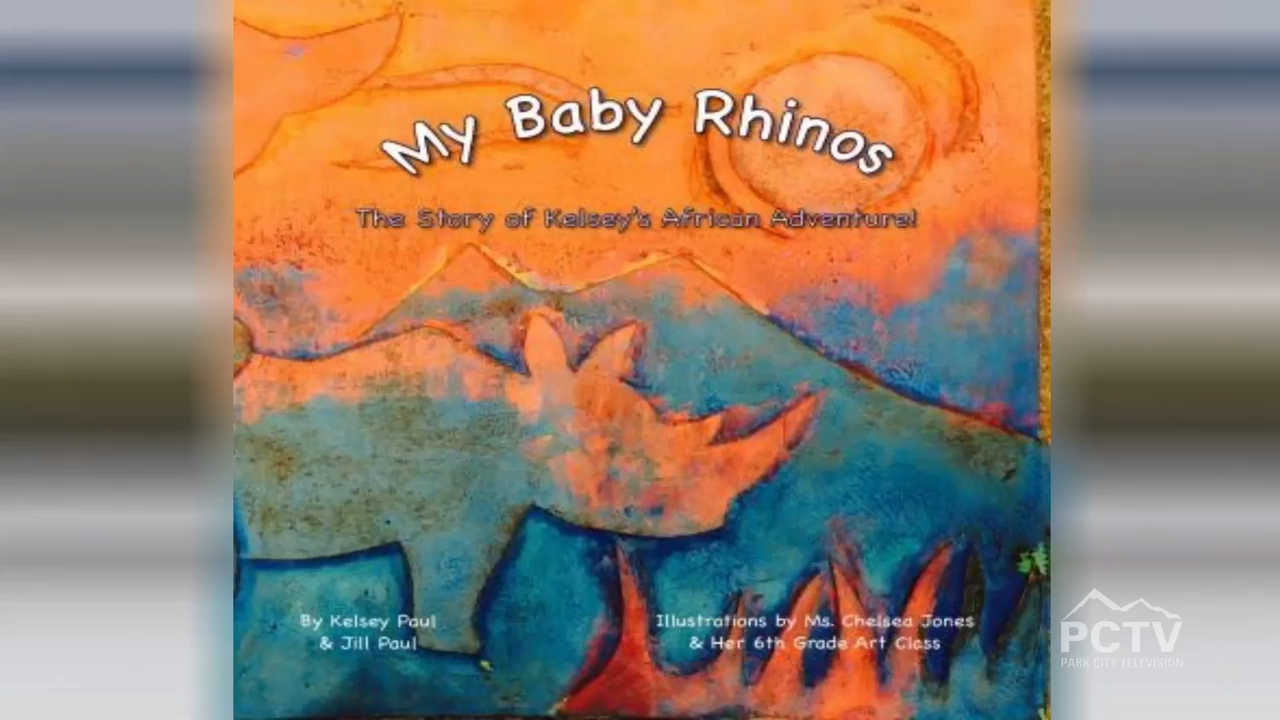 My Baby Rhinos
The Story of Kelsey's African Adventure!
By Kelsey Paul
& Jill Paul
Illustrations by Ms. Chelsea Jones
& Her 6th Grade Art Class
PCTV
PARK CITY TELEVISION